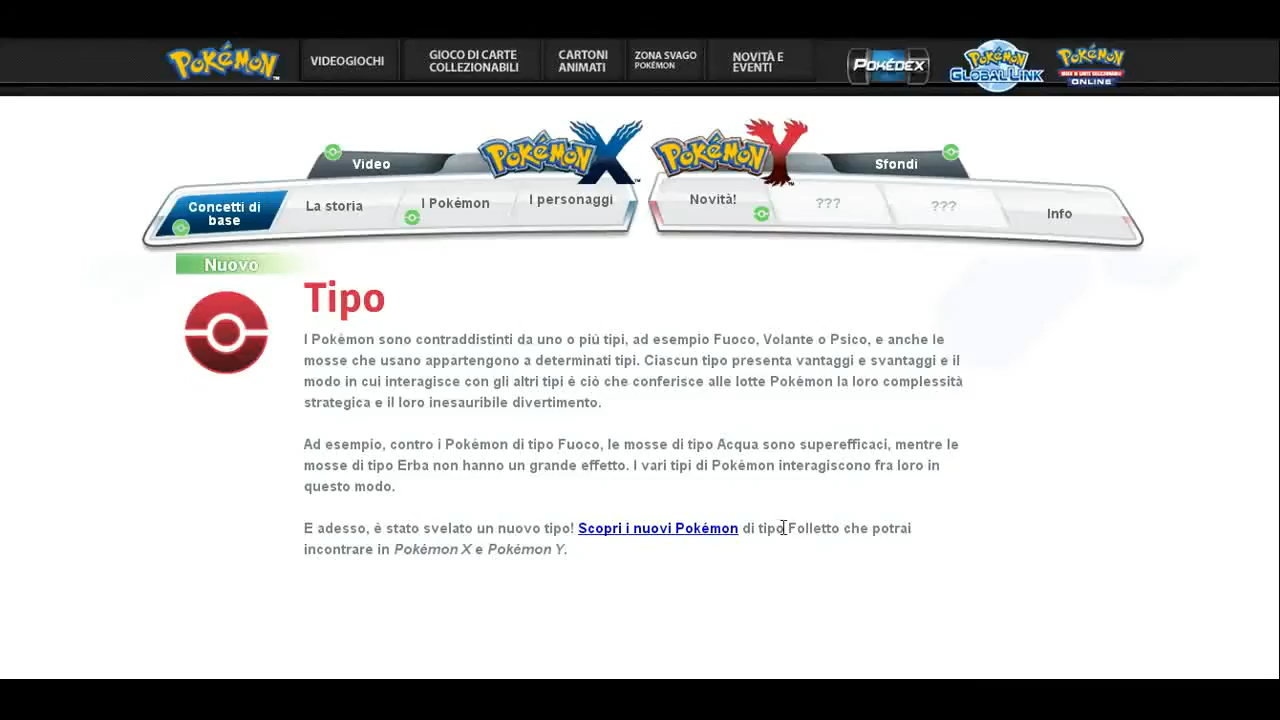 POKéMON
VIDEOGIOCHI
GIOCO DI CARTE
COLLEZIONABILI
CARTONI
ANIMATI
ZONA SVAGO
POKÉMON
NOVITÀ E
EVENTI
POKéDEX
POKéMON
GLOBAL LINK
POKéMON
ONLINE
Video
POKéMON X
POKéMON Y
Sfondi
Concetti di
base
La storia
I Pokémon
I personaggi
Novità!
???
???
Info
Nuovo
Tipo
I Pokémon sono contraddistinti da uno o più tipi, ad esempio Fuoco, Volante o Psico, e anche le
mosse che usano appartengono a determinati tipi. Ciascun tipo presenta vantaggi e svantaggi e il
modo in cui interagisce con gli altri tipi è ciò che conferisce alle lotte Pokémon la loro complessità
strategica e il loro inesauribile divertimento.
Ad esempio, contro i Pokémon di tipo Fuoco, le mosse di tipo Acqua sono superefficaci, mentre le
mosse di tipo Erba non hanno un grande effetto. I vari tipi di Pokémon interagiscono fra loro in
questo modo.
E adesso, è stato svelato un nuovo tipo! Scopri i nuovi Pokémon di tipo Folletto che potrai
incontrare in Pokémon X e Pokémon Y.